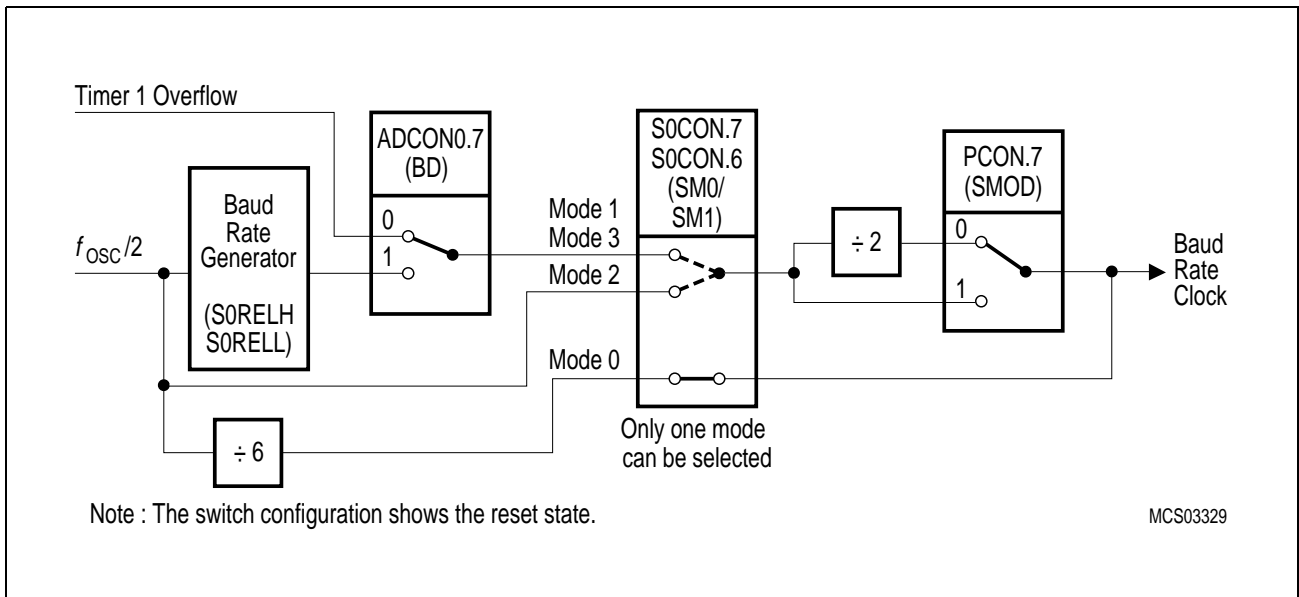 Timer 1 Overflow
ADCON0.7
(BD)
0
1
Baud
Rate
Generator
(S0RELH
S0RELL)
f OSC /2
Mode 1
Mode 3
Mode 2
Mode 0
S0CON.7
S0CON.6
(SM0/
SM1)
Only one mode
can be selected
÷ 2
PCON.7
(SMOD)
0
1
Baud
Rate
Clock
÷ 6
Note : The switch configuration shows the reset state.
MCS03329